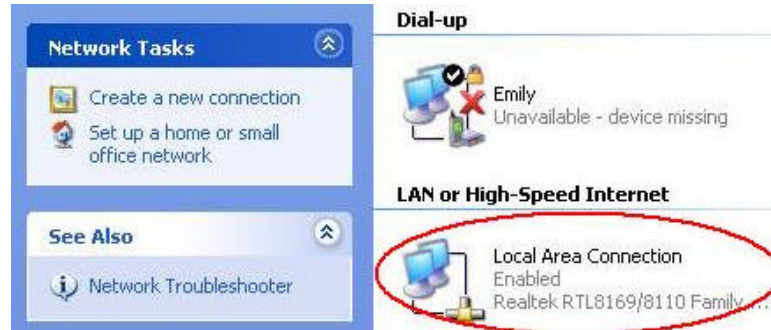 Network Tasks
Create a new connection
Set up a home or small
office network
See Also
Network Troubleshooter
Dial-up
Emily
Unavailable - device missing
LAN or High-Speed Internet
Local Area Connection
Enabled
Realtek RTL8169/8110 Family ...